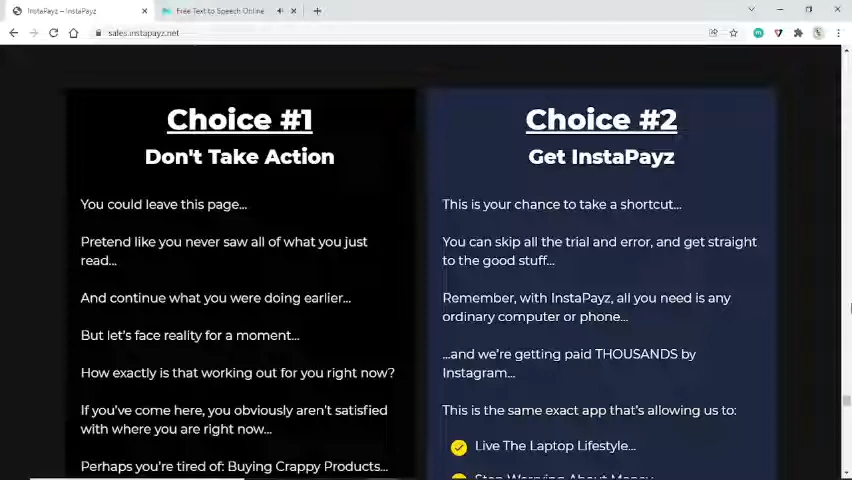 InstaPayz – InstaPayz
Free Text to Speech Online
sales.instapayz.net
Choice #1
Don't Take Action
You could leave this page...
Pretend like you never saw all of what you just
read...
And continue what you were doing earlier...
But let's face reality for a moment...
How exactly is that working out for you right now?
If you've come here, you obviously aren't satisfied
with where you are right now...
Perhaps you're tired of: Buying Crappy Products...
Choice #2
Get InstaPayz
This is your chance to take a shortcut...
You can skip all the trial and error, and get straight
to the good stuff...
Remember, with InstaPayz, all you need is any
ordinary computer or phone...
...and we're getting paid THOUSANDS by
Instagram...
This is the same exact app that's allowing us to:
Live The Laptop Lifestyle...
Stop Worrying About Money